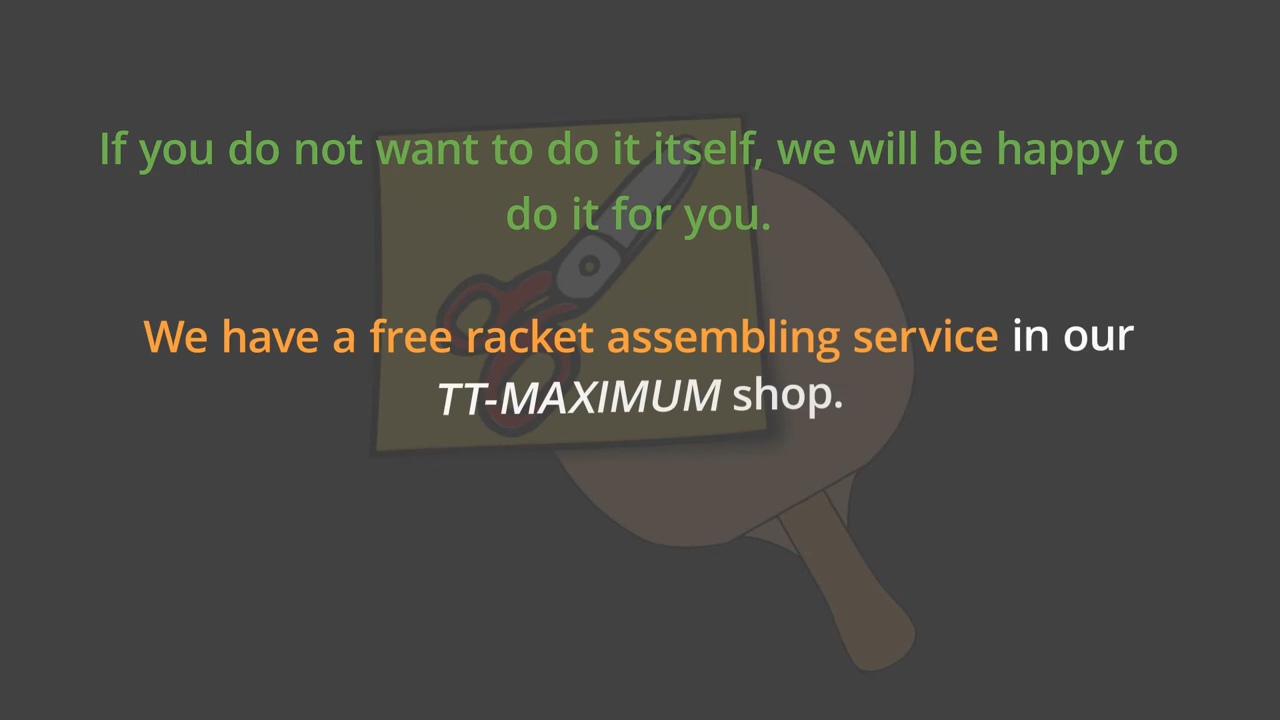 If you do not want to do it itself, we will be happy to
do it for you.
We have a free racket assembling service in our
TT-MAXIMUM shop.